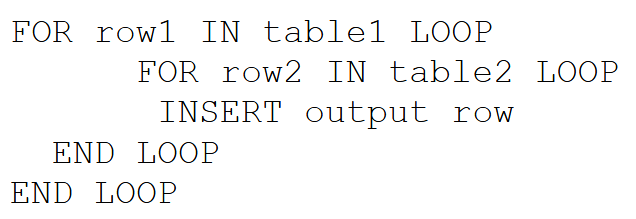 FOR row1 IN table1 LOOP
FOR row2 IN table2 LOOP
INSERT output row
END LOOP
END LOOP